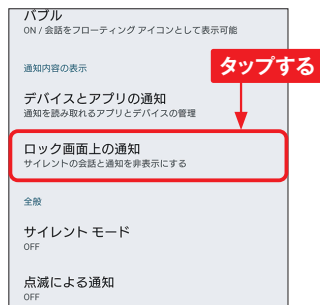 バブル
ON / 会話をフローティング アイコンとして表示可能
通知内容の表示
タップする
デバイスとアプリの通知
通知を読み取れるアプリとデバイスの管理
ロック画面上の通知
サイレントの会話と通知を非表示にする
全般
サイレント モード
OFF
点滅による通知
OFF